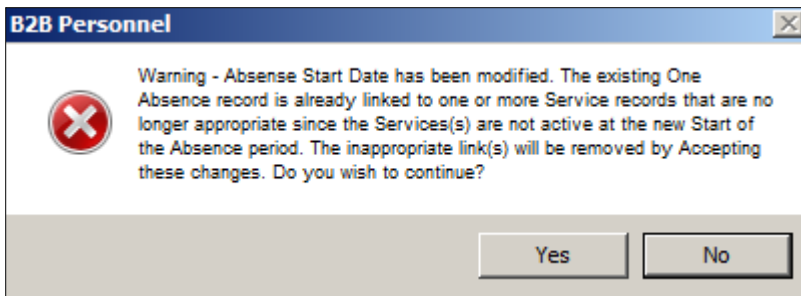 B2B Personnel
Warning - Absense Start Date has been modified. The existing One
Absence record is already linked to one or more Service records that are no
longer appropriate since the Services(s) are not active at the new Start of
the Absence period. The inappropriate link(s) will be removed by Accepting
these changes. Do you wish to continue?
Yes
No